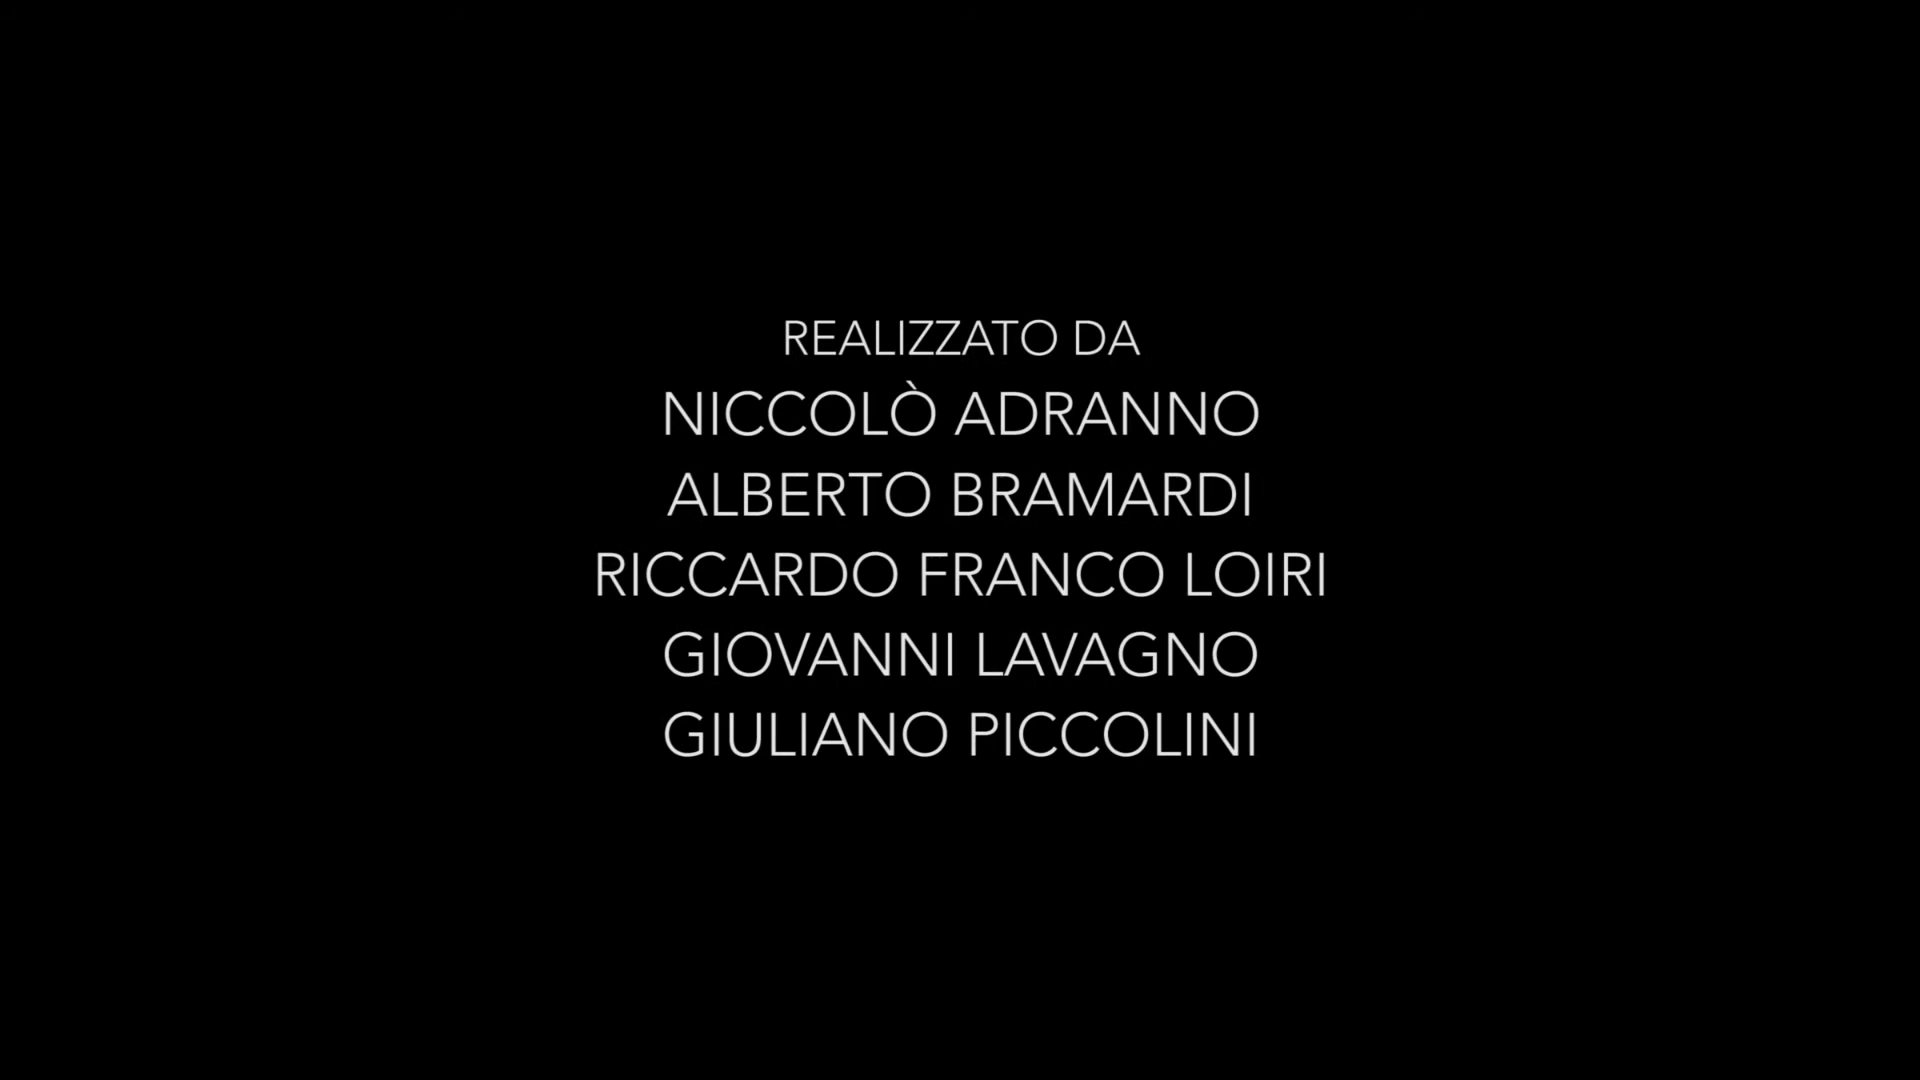 REALIZZATO DA
NICCOLÒ ADRANNO
ALBERTO BRAMARDI
RICCARDO FRANCO LOIRI
GIOVANNI LAVAGNO
GIULIANO PICCOLINI